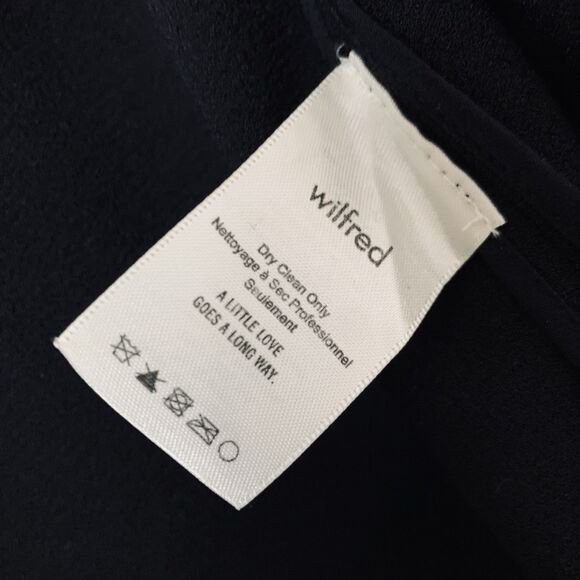 wilfred
Dry Clean Only
Nettoyage à Sec Professionnel
Seulement
A LITTLE LOVE
GOES A LONG WAY.